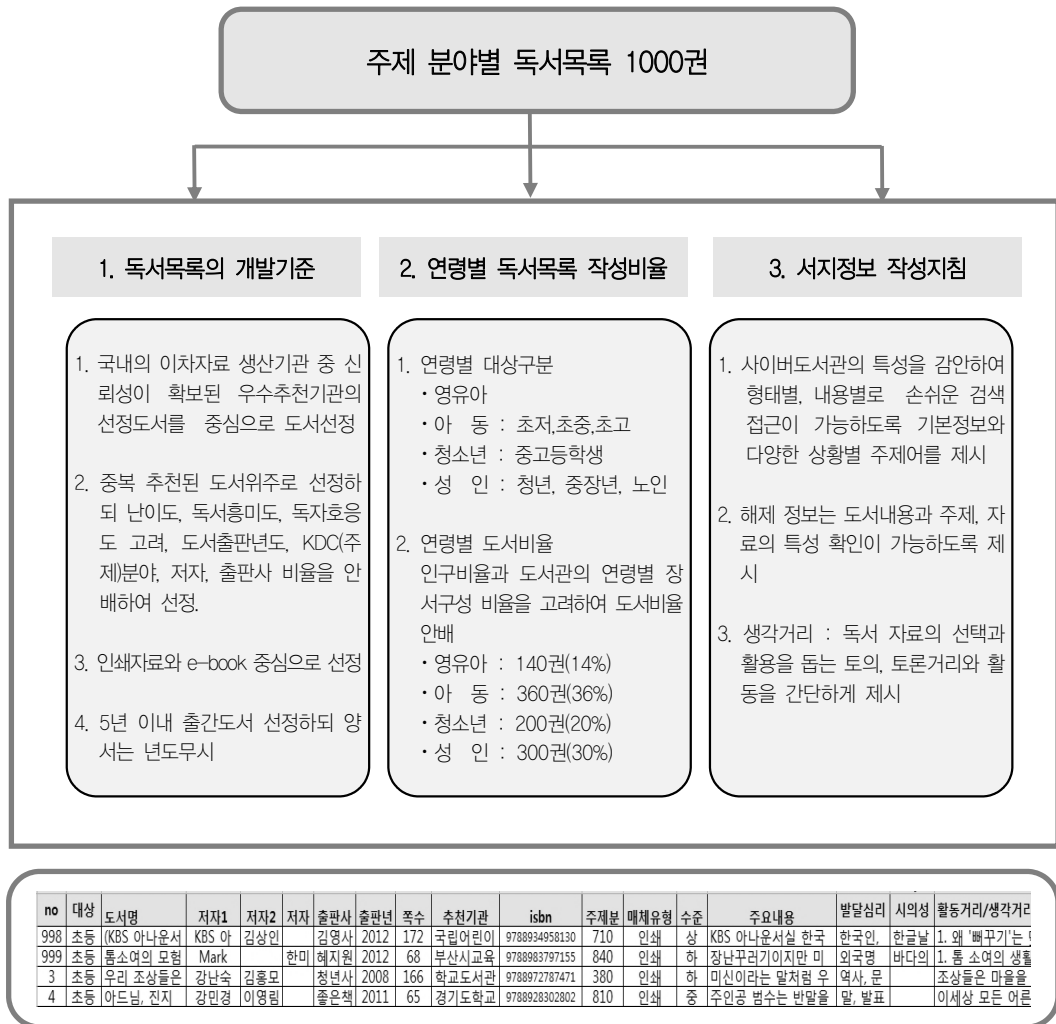 주제 분야별 독서목록 1000권
1. 독서목록의 개발기준
1. 국내의 이차자료 생산기관 중 신
뢰성이 확보된 우수추천기관의
선정도서를 중심으로 도서선정
2. 중복 추천된 도서위주로 선정하
되 난이도, 독서흥미도, 독자호응
도 고려, 도서출판년도, KDC(주
제)분야, 저자, 출판사 비율을 안
배하여 선정.
3. 인쇄자료와 e-book 중심으로 선정
4. 5년 이내 출간도서 선정하되 양
서는 년도무시
2. 연령별 독서목록 작성비율
1. 연령별 대상구분
・영유아
・아 동 : 초저,초중,초고
・청소년 : 중고등학생
・성 인 : 청년, 중장년, 노인
2. 연령별 도서비율
인구비율과 도서관의 연령별 장
서구성 비율을 고려하여 도서비율
안배
・영유아 : 140권(14%)
・아 동 : 360권(36%)
・청소년 : 200권(20%)
・성 인 : 300권(30%)
3. 서지정보 작성지침
1. 사이버도서관의 특성을 감안하여
형태별, 내용별로 손쉬운 검색
접근이 가능하도록 기본정보와
다양한 상황별 주제어를 제시
2. 해제 정보는 도서내용과 주제, 자
료의 특성 확인이 가능하도록 제
시
3. 생각거리 : 독서 자료의 선택과
활용을 돕는 토의, 토론거리와 활
동을 간단하게 제시
no 대상 도서명 저자1 저자2 저자 출판사 출판년 쪽수 추천기관 isbn 주제분 매체유형 수준 주요내용 발달심리 시의성 활동거리/생각거리
998 초등 (KBS 아나운서 KBS 아 김상인 김영사 2012 172 국립어린이 9788934958130 710 인쇄 상 KBS 아나운서실 한국 한국인, 한글날 1. 왜 '뻐꾸기'는
999 초등 톰소여의 모험 Mark 한미 혜지원 2012 68 부산시교육 9788983797155 840 인쇄 하 장난꾸러기이지만 미 외국명 바다의 1. 톰 소여의 생활
3 초등 우리 조상들은 강난숙 김홍모 청년사 2008 166 학교도서관 9788972787471 380 인쇄 하 미신이라는 말처럼 우 역사, 문 조상들은 마을을
4 초등 아드님, 진지 강민경 이영림 좋은책 2011 65 경기도학교 9788928302802 810 인쇄 중 주인공 범수는 반말을 말, 발표 이세상 모든 어른